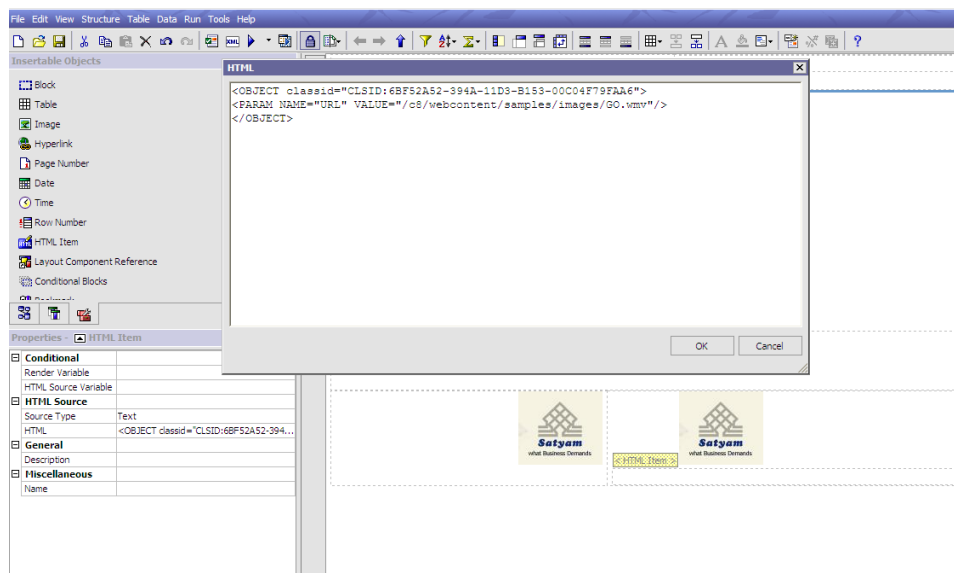 File Edit View Structure Table Data Run Tools Help
Insertable Objects
Block
Table
Image
Hyperlink
Page Number
Date
Time
Row Number
HTML Item
Layout Component Reference
Conditional Blocks
Bookmark
HTML
<OBJECT classid="CLSID:6BF52A52-394A-11D3-B153-00C04F79FAA6">
<PARAM NAME="URL" VALUE="/c8/webcontent/samples/images/GO.wmv"/>
</OBJECT>
OK Cancel
Properties - HTML Item
Conditional
Render Variable
HTML Source Variable
HTML Source
Source Type Text
HTML <OBJECT classid="CLSID:6BF52A52-394...
General
Description
Miscellaneous
Name
Satyam
what Business Demands
< HTML Item >
Satyam
what Business Demands